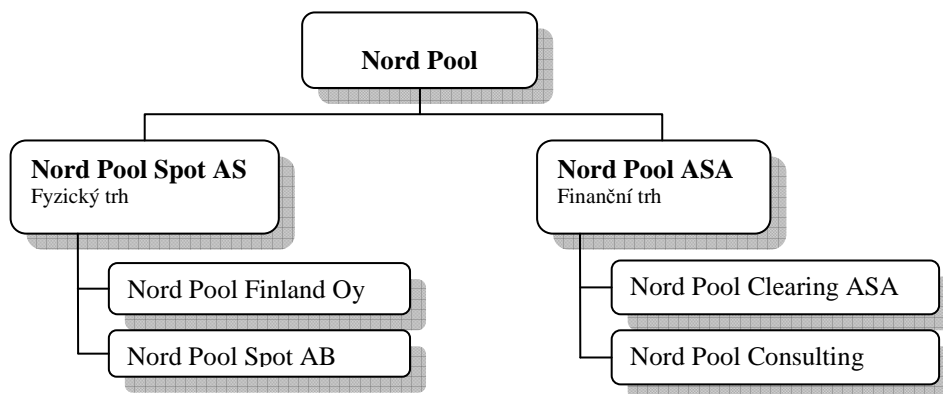 Nord Pool
Nord Pool Spot AS
Fyzický trh
Nord Pool Finland Oy
Nord Pool Spot AB
Nord Pool ASA
Finanční trh
Nord Pool Clearing ASA
Nord Pool Consulting